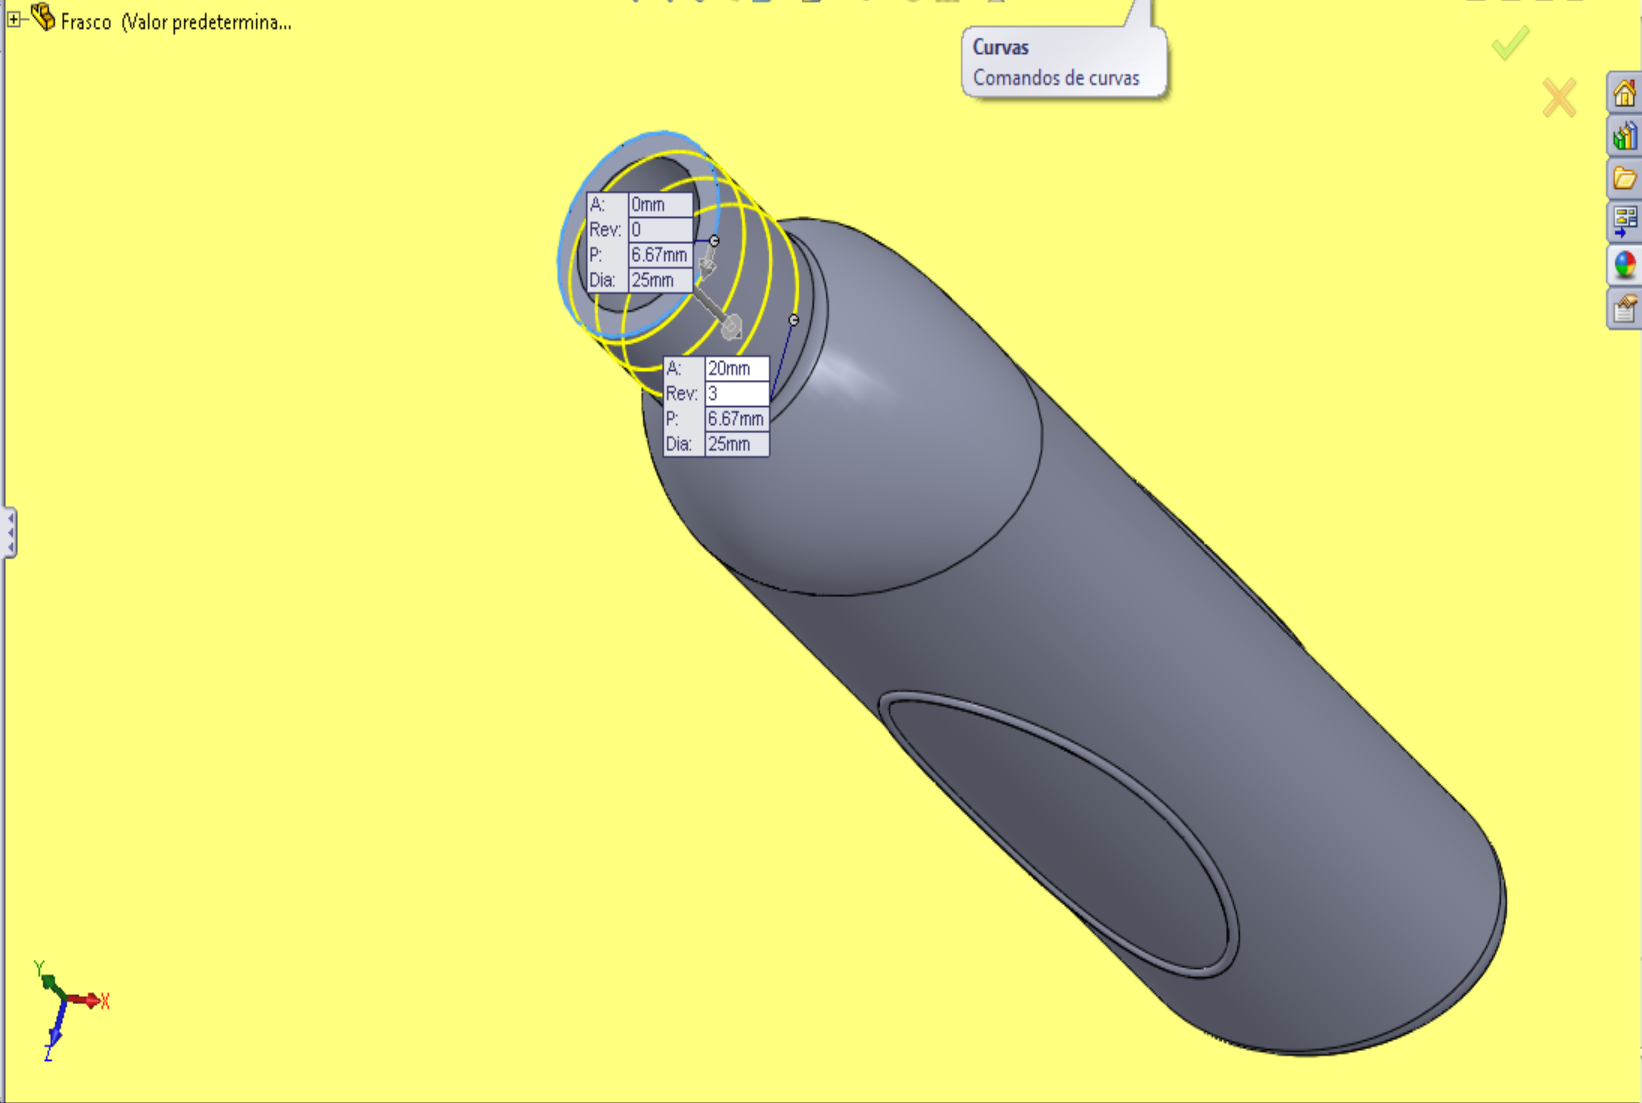 Frasco (Valor predetermina...
Curvas
Comandos de curvas
A: 0mm
Rev: 0
P: 6.67mm
Dia: 25mm
A: 20mm
Rev: 3
P: 6.67mm
Dia: 25mm
Y
X
Z